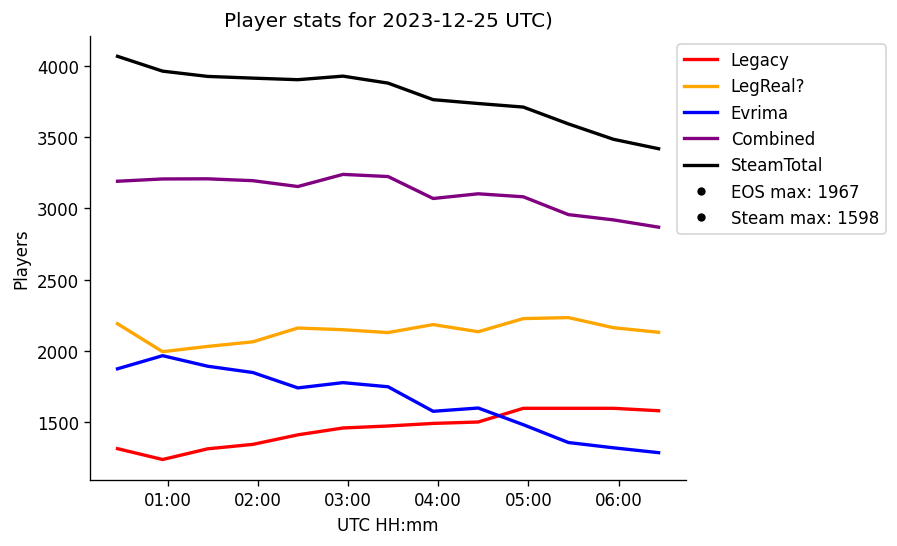 Player stats for 2023-12-25 UTC)
4000
3500
3000
2500
2000
1500
Players
01:00 02:00 03:00 04:00 05:00 06:00
UTC HH:mm
Legacy
LegReal?
Evrima
Combined
SteamTotal
EOS max: 1967
Steam max: 1598